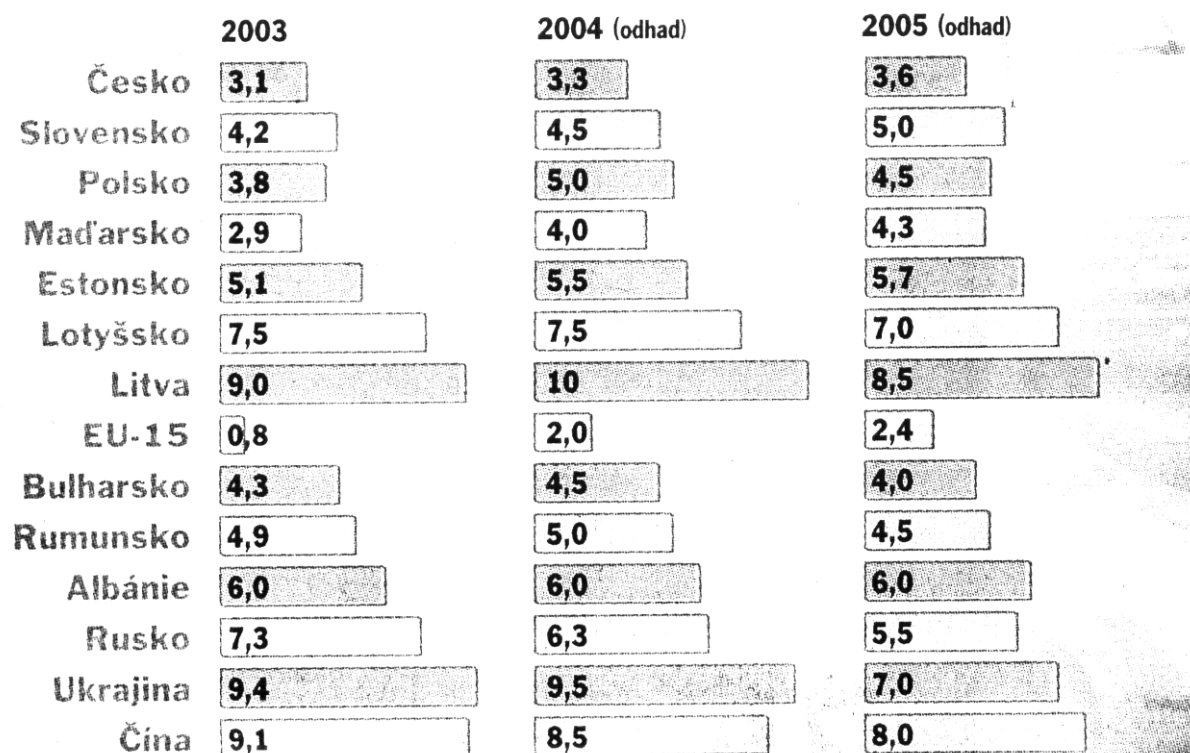 2003 2004 (odhad) 2005 (odhad)
Česko 3,1 3,3 3,6
Slovensko 4,2 4,5 5,0
Polsko 3,8 5,0 4,5
Maďarsko 2,9 4,0 4,3
Estonsko 5,1 5,5 5,7
Lotyšsko 7,5 7,5 7,0
Litva 9,0 10 8,5
EU-15 0,8 2,0 2,4
Bulharsko 4,3 4,5 4,0
Rumunsko 4,9 5,0 4,5
Albánie 6,0 6,0 6,0
Rusko 7,3 6,3 5,5
Ukrajina 9,4 9,5 7,0
Čína 9,1 8,5 8,0